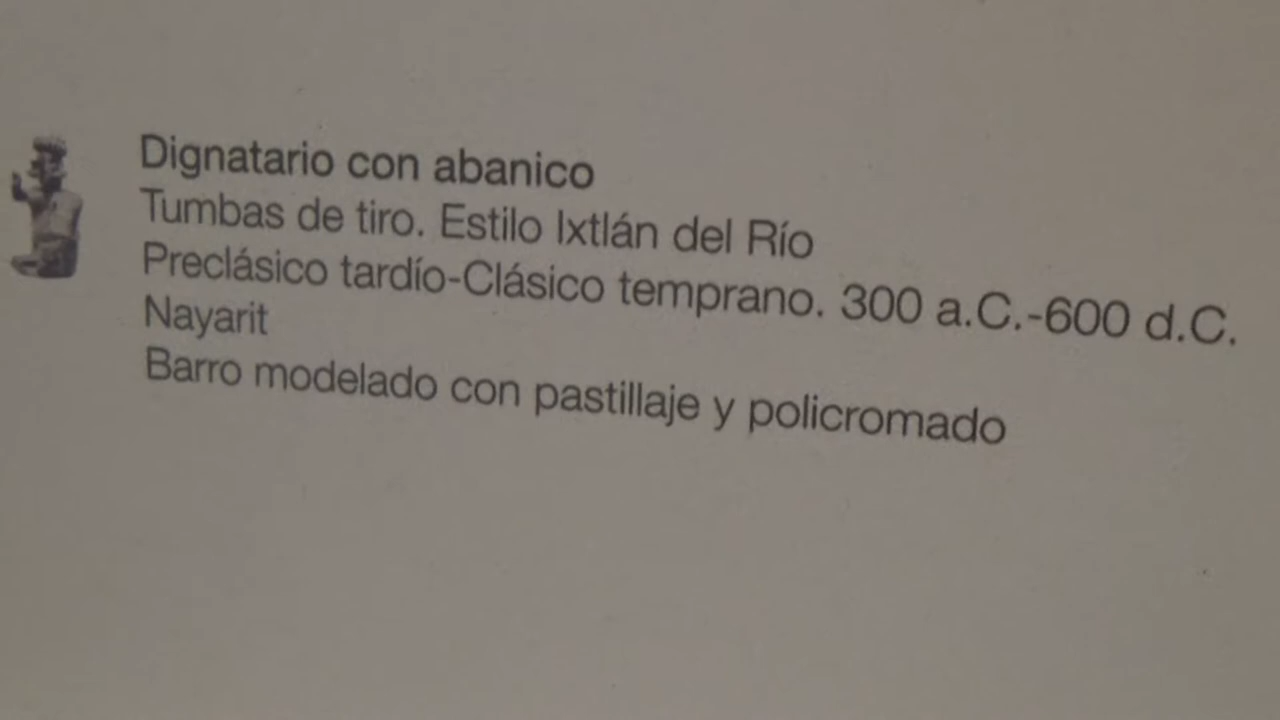 Dignatario con abanico
Tumbas de tiro. Estilo Ixtlán del Río
Preclásico tardío-Clásico temprano. 300 a.C.-600 d.C.
Nayarit
Barro modelado con pastillaje y policromado